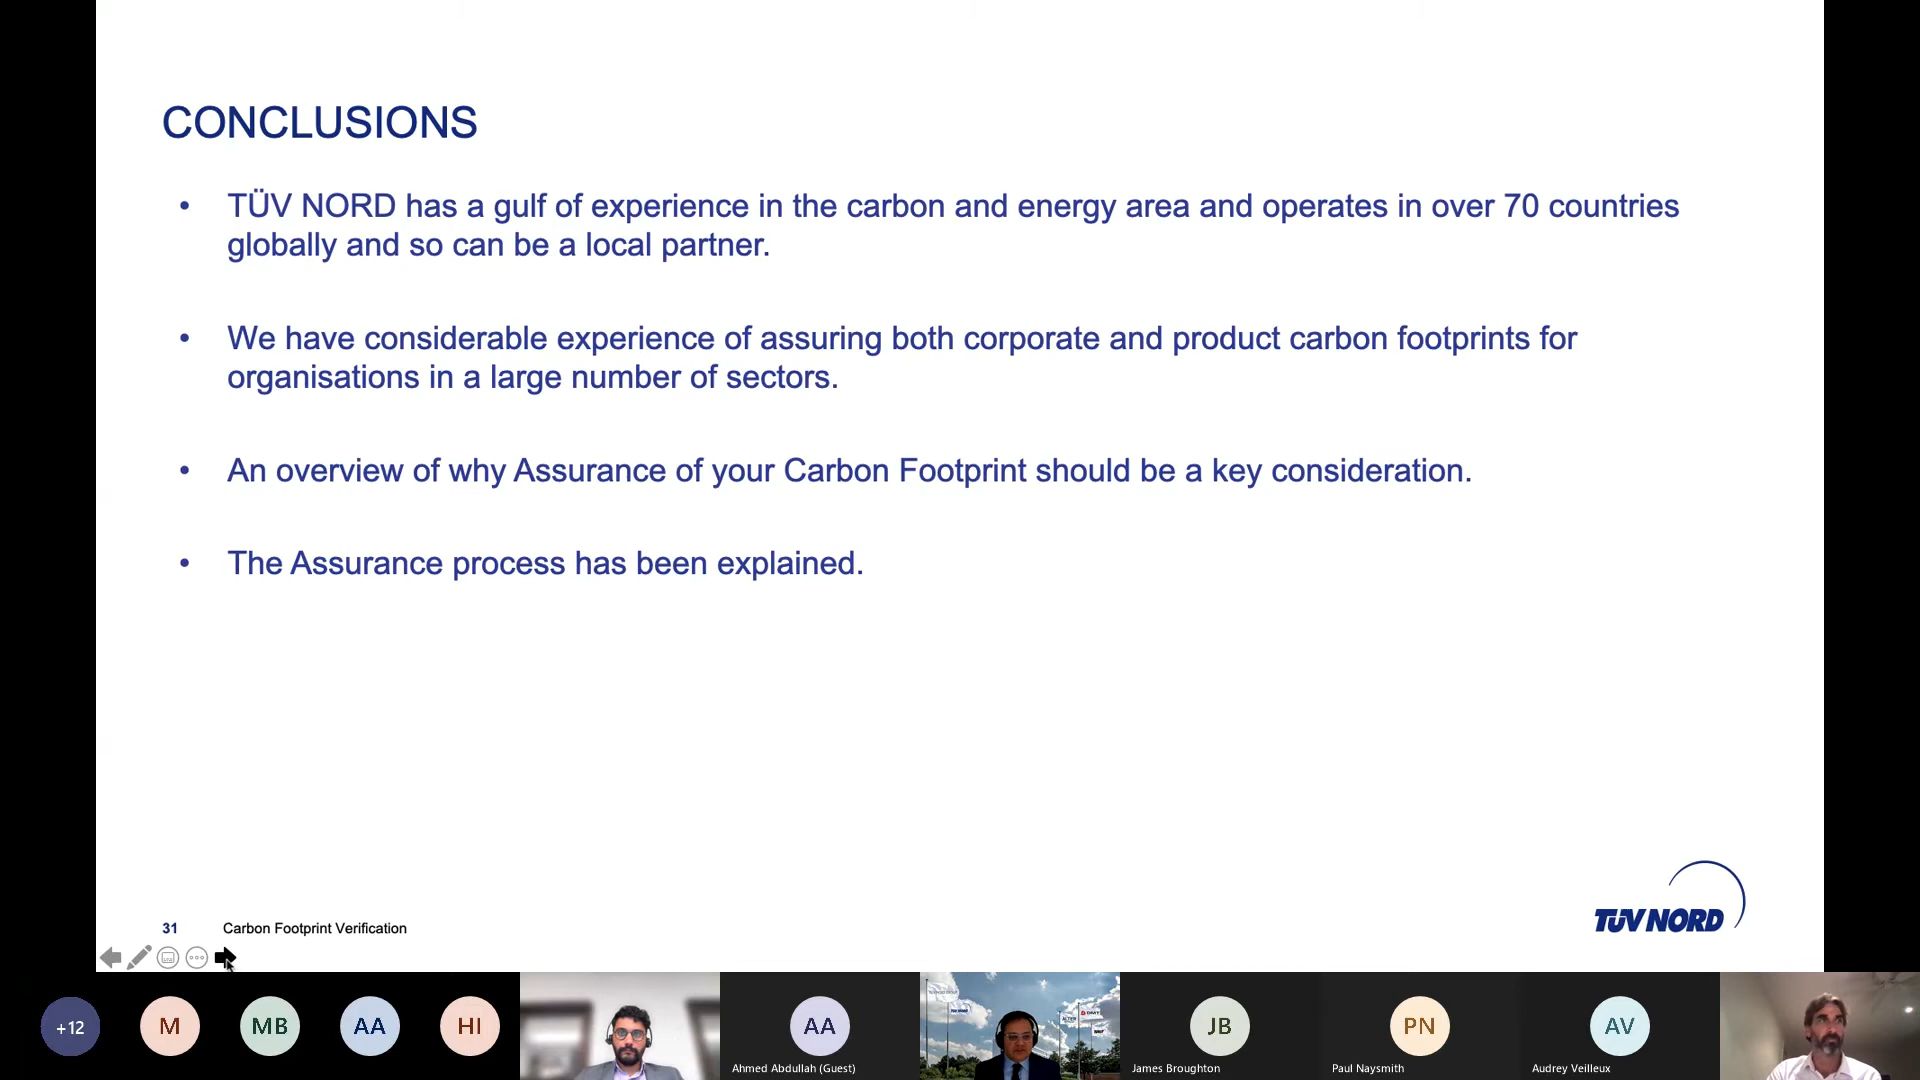 CONCLUSIONS
• TÜV NORD has a gulf of experience in the carbon and energy area and operates in over 70 countries
globally and so can be a local partner.
• We have considerable experience of assuring both corporate and product carbon footprints for
organisations in a large number of sectors.
• An overview of why Assurance of your Carbon Footprint should be a key consideration.
• The Assurance process has been explained.
31 Carbon Footprint Verification
TÜV NORD
+12
M
MB
AA
HI
AA
Ahmed Abdullah (Guest)
JB
James Broughton
PN
Paul Naysmith
AV
Audrey Veilleux